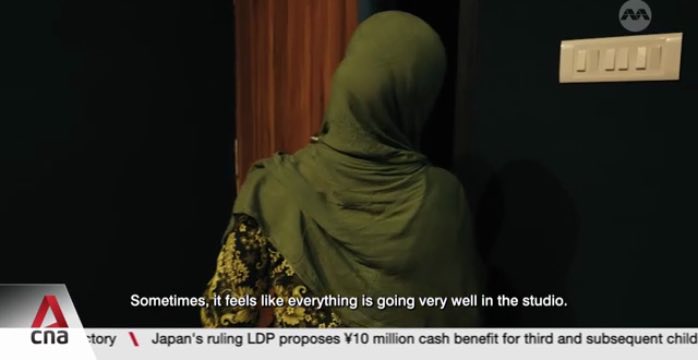 Sometimes, it feels like everything is going very well in the studio.
cna
ctory \ Japan's ruling LDP proposes ¥10 million cash benefit for third and subsequent child